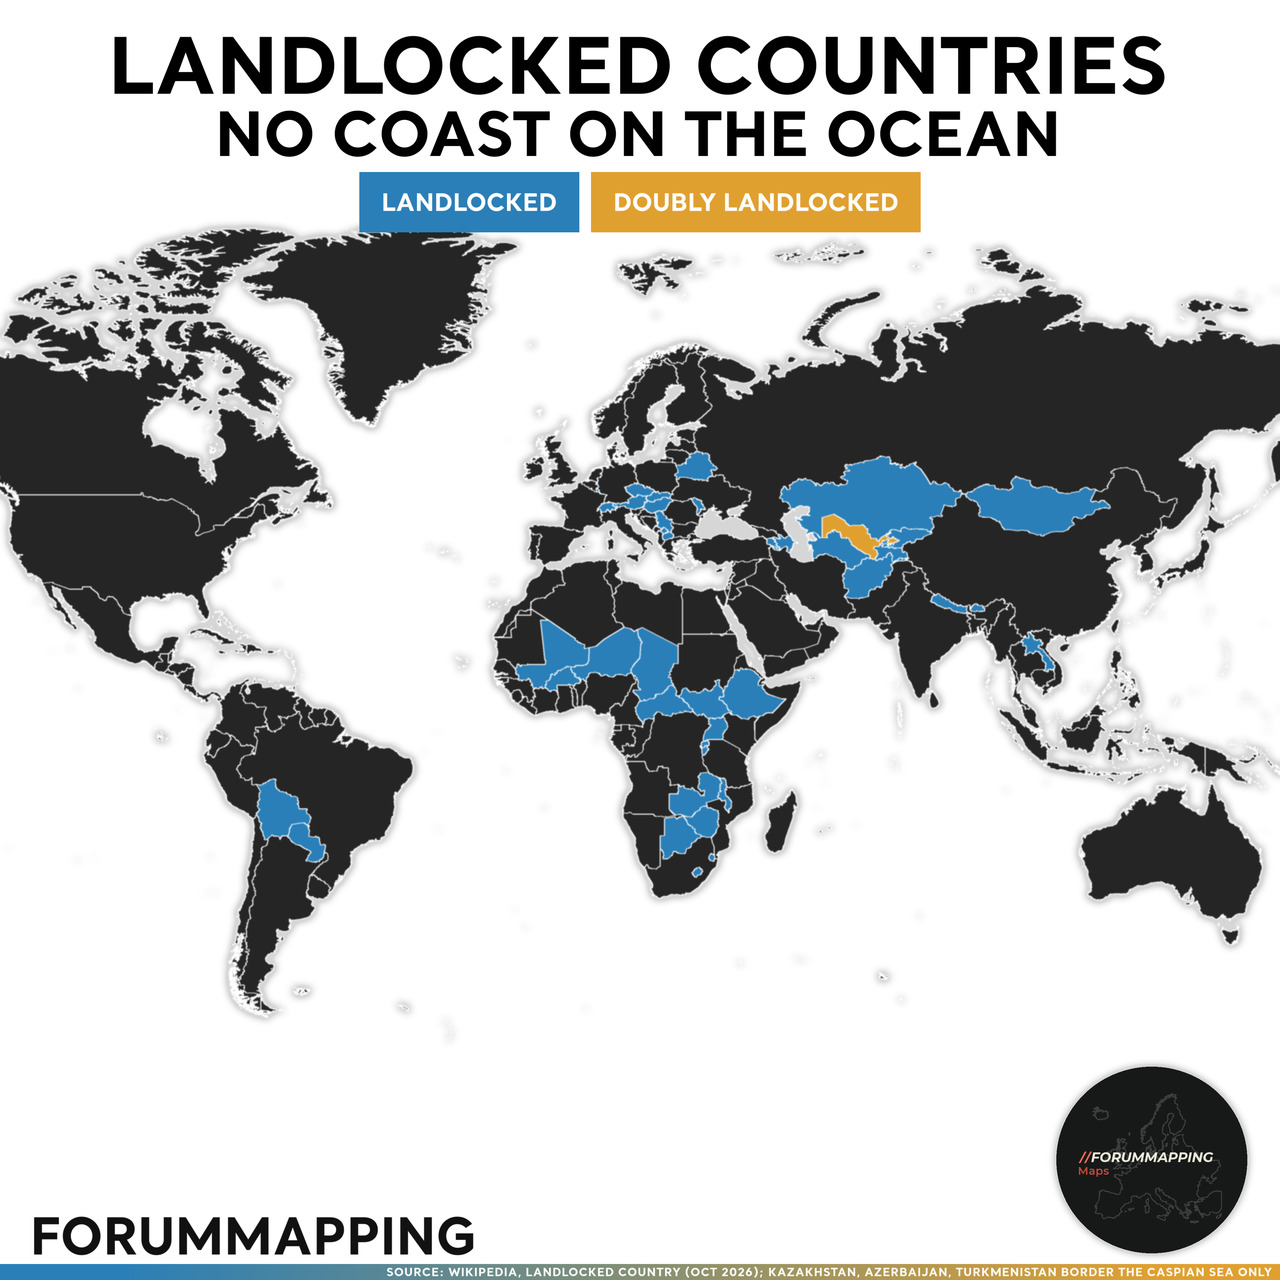 LANDLOCKED COUNTRIES
NO COAST ON THE OCEAN
LANDLOCKED
DOUBLY LANDLOCKED
//FORUMMAPPING
Maps
FORUMMAPPING
SOURCE: WIKIPEDIA, LANDLOCKED COUNTRY (OCT 2026); KAZAKHSTAN, AZERBAIJAN, TURKMENISTAN BORDER THE CASPIAN SEA ONLY